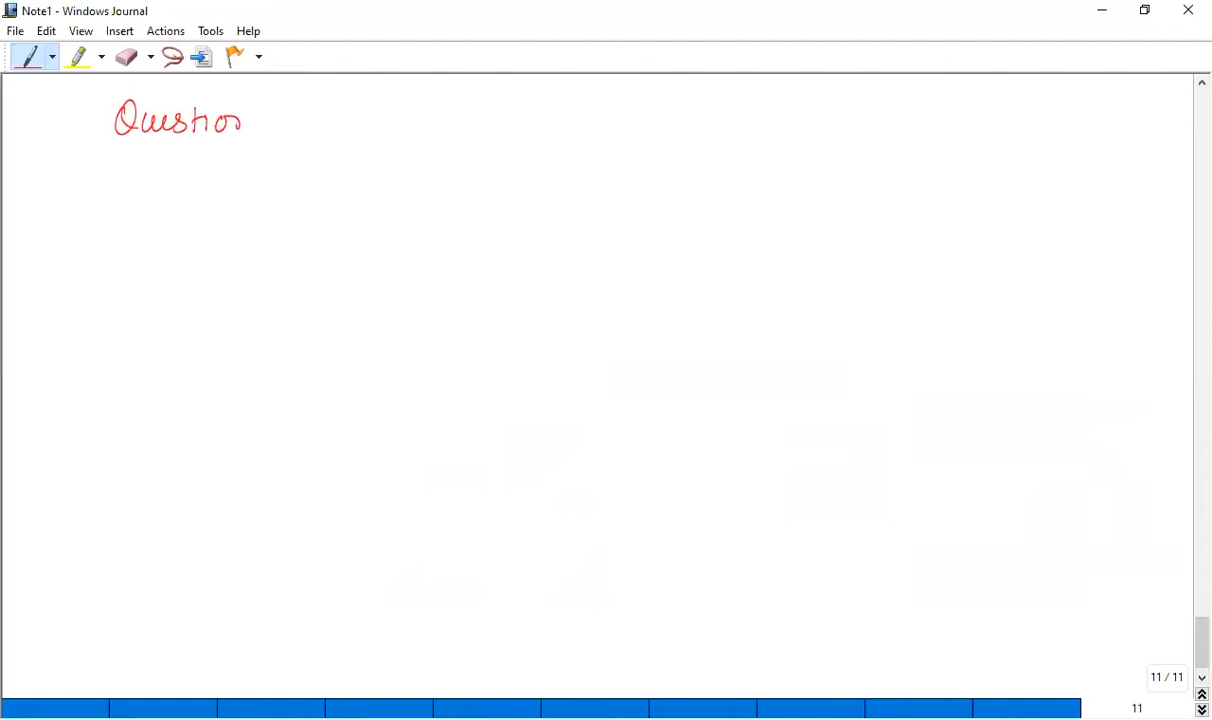 Note1 - Windows Journal
File Edit View Insert Actions Tools Help
Question
11 / 11
11